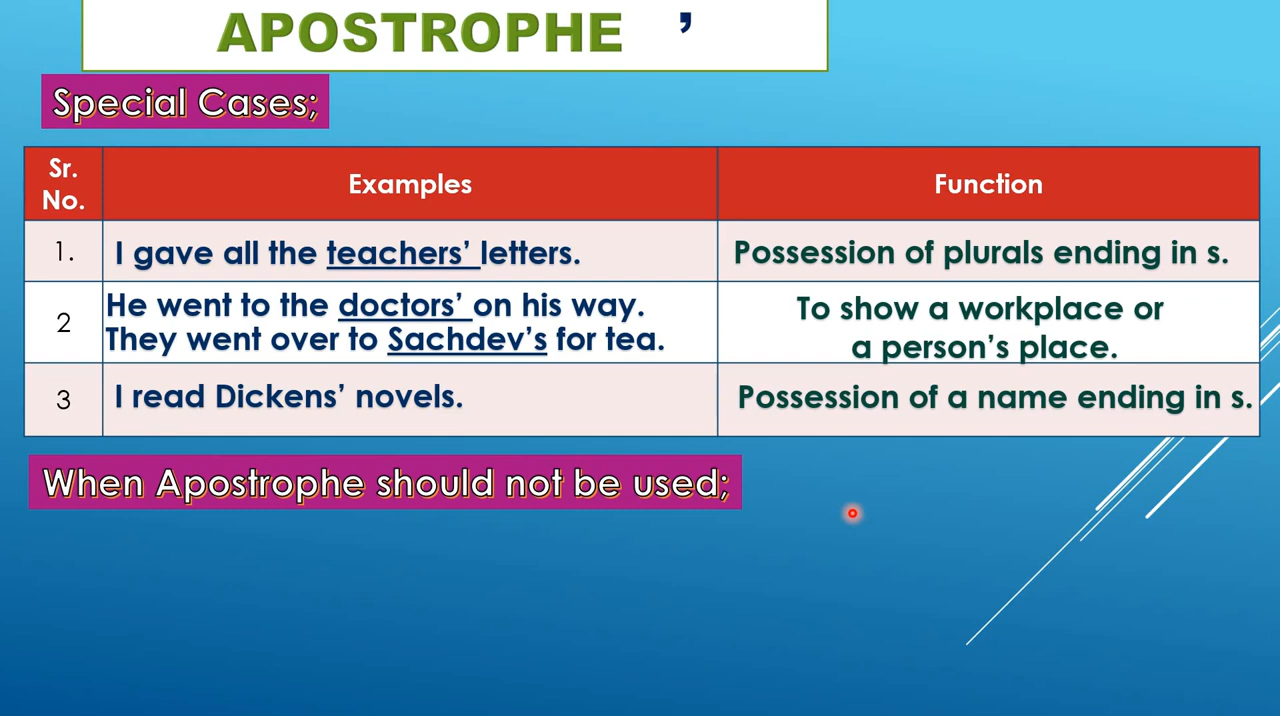 APOSTROPHE ’
Special Cases;
Sr. No. Examples Function
1. I gave all the teachers’ letters. Possession of plurals ending in s.
2 He went to the doctors’ on his way. To show a workplace or
They went over to Sachdev’s for tea. a person’s place.
3 I read Dickens’ novels. Possession of a name ending in s.
When Apostrophe should not be used;